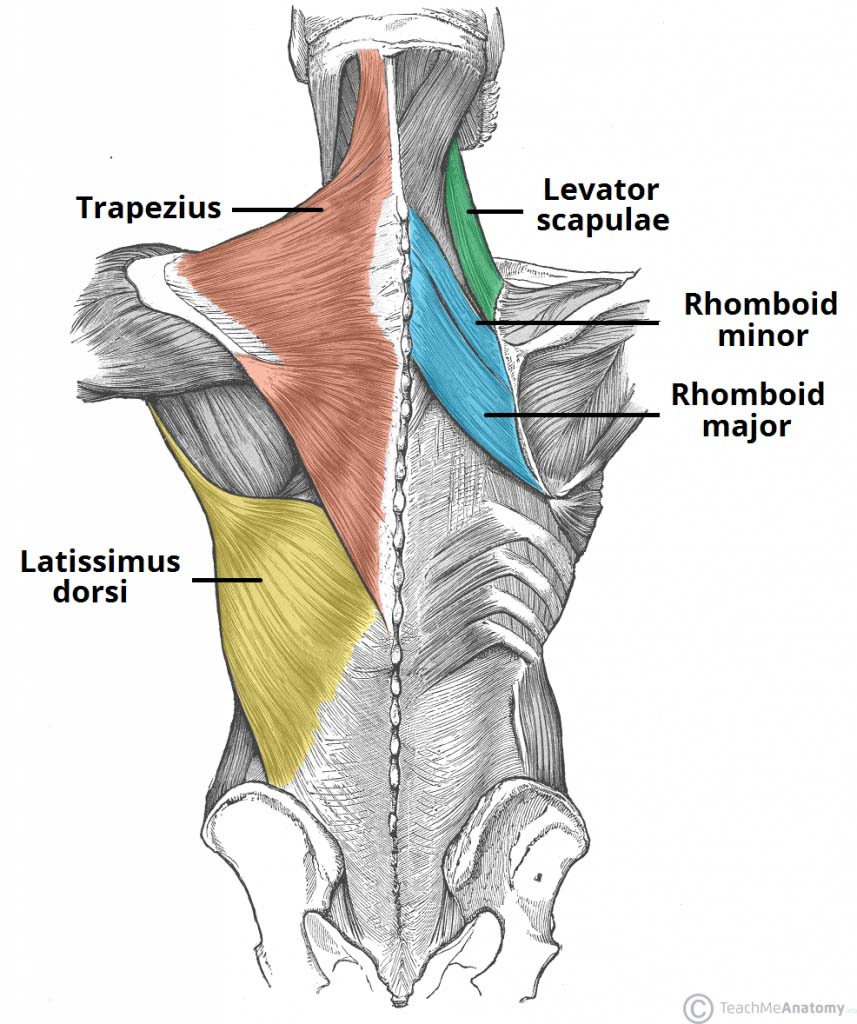 Trapezius
Levator
scapulae
Rhomboid
minor
Rhomboid
major
Latissimus
dorsi
© TeachMeAnatomy